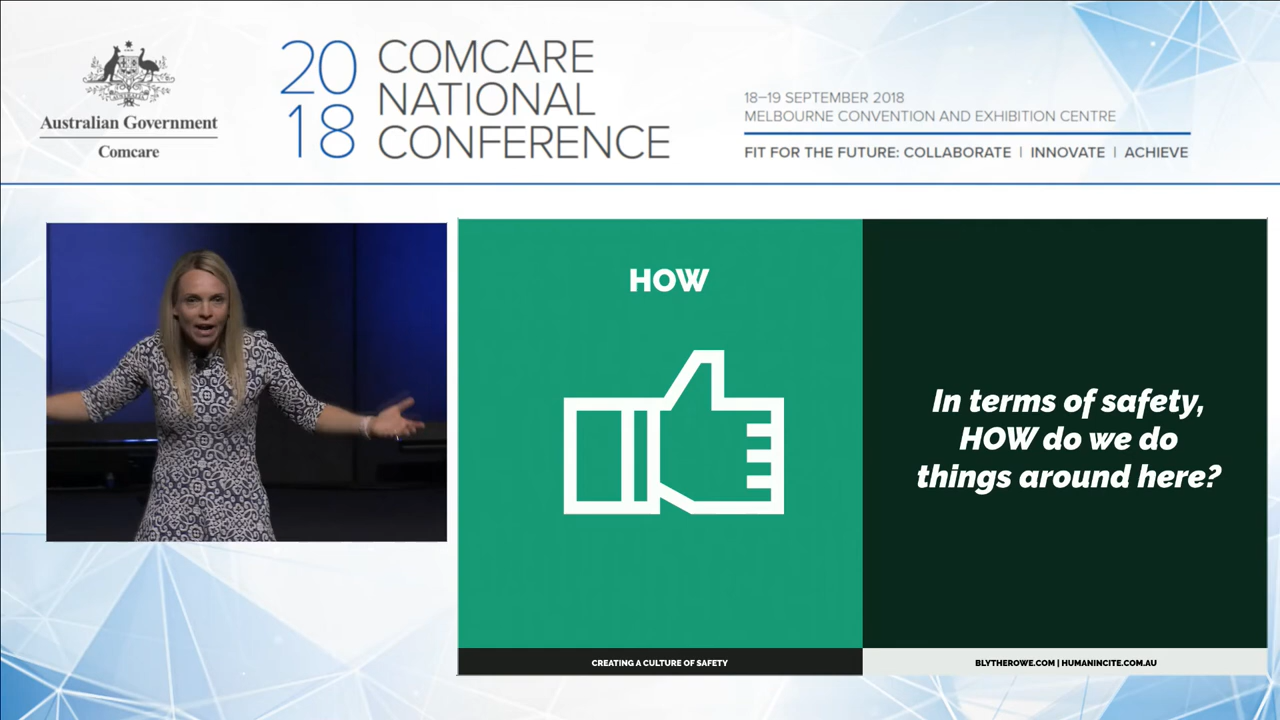 Australian Government
Comcare
20
18
COMCARE
NATIONAL
CONFERENCE
18–19 SEPTEMBER 2018
MELBOURNE CONVENTION AND EXHIBITION CENTRE
FIT FOR THE FUTURE: COLLABORATE | INNOVATE | ACHIEVE
HOW
In terms of safety,
HOW do we do
things around here?
CREATING A CULTURE OF SAFETY
BLYTHEROWE.COM | HUMANINCITE.COM.AU